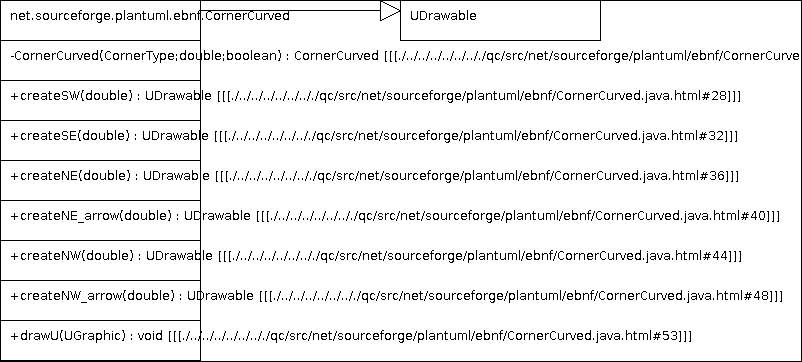 net.sourceforge.plantuml.ebnf.CornerCurved
UDrawable
-CornerCurved(CornerType;double;boolean) : CornerCurved [[[./../../../../../../qc/src/net/sourceforge/plantuml/ebnf/CornerCurve
+createSW(double) : UDrawable [[[./../../../../../../qc/src/net/sourceforge/plantuml/ebnf/CornerCurved.java.html#28]]]
+createSE(double) : UDrawable [[[./../../../../../../qc/src/net/sourceforge/plantuml/ebnf/CornerCurved.java.html#32]]]
+createNE(double) : UDrawable [[[./../../../../../../qc/src/net/sourceforge/plantuml/ebnf/CornerCurved.java.html#36]]]
+createNE_arrow(double) : UDrawable [[[./../../../../../../qc/src/net/sourceforge/plantuml/ebnf/CornerCurved.java.html#40]]]
+createNW(double) : UDrawable [[[./../../../../../../qc/src/net/sourceforge/plantuml/ebnf/CornerCurved.java.html#44]]]
+createNW_arrow(double) : UDrawable [[[./../../../../../../qc/src/net/sourceforge/plantuml/ebnf/CornerCurved.java.html#48]]]
+drawU(UGraphic) : void [[[./../../../../../../qc/src/net/sourceforge/plantuml/ebnf/CornerCurved.java.html#53]]]